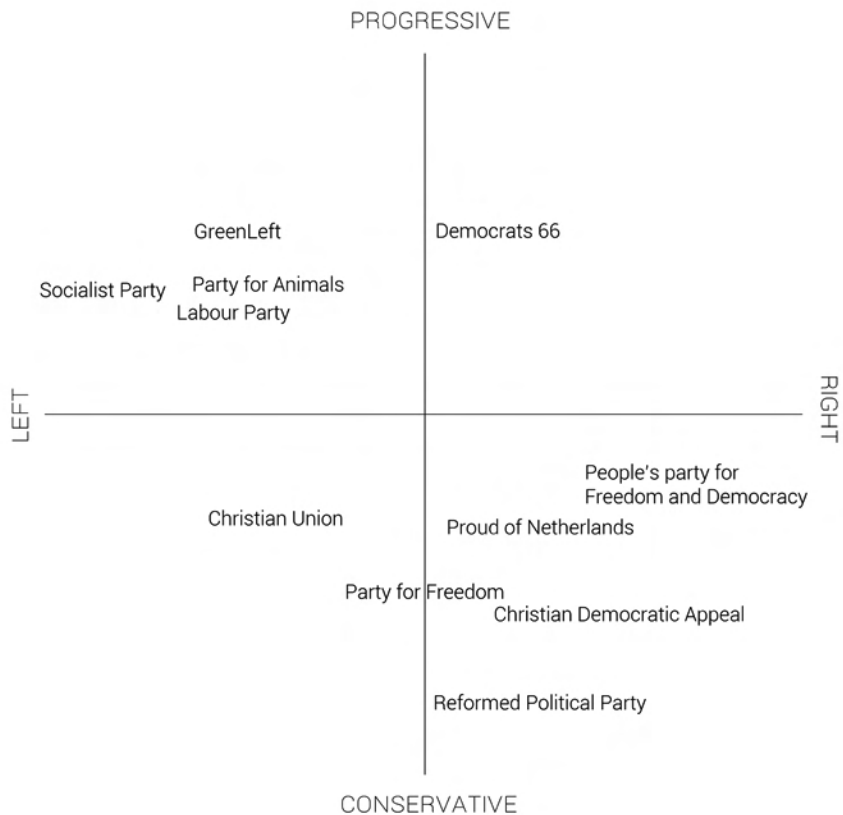 PROGRESSIVE
GreenLeft
Democrats 66
Socialist Party
Party for Animals
Labour Party
LEFT
RIGHT
People's party for
Freedom and Democracy
Christian Union
Proud of Netherlands
Party for Freedom
Christian Democratic Appeal
Reformed Political Party
CONSERVATIVE